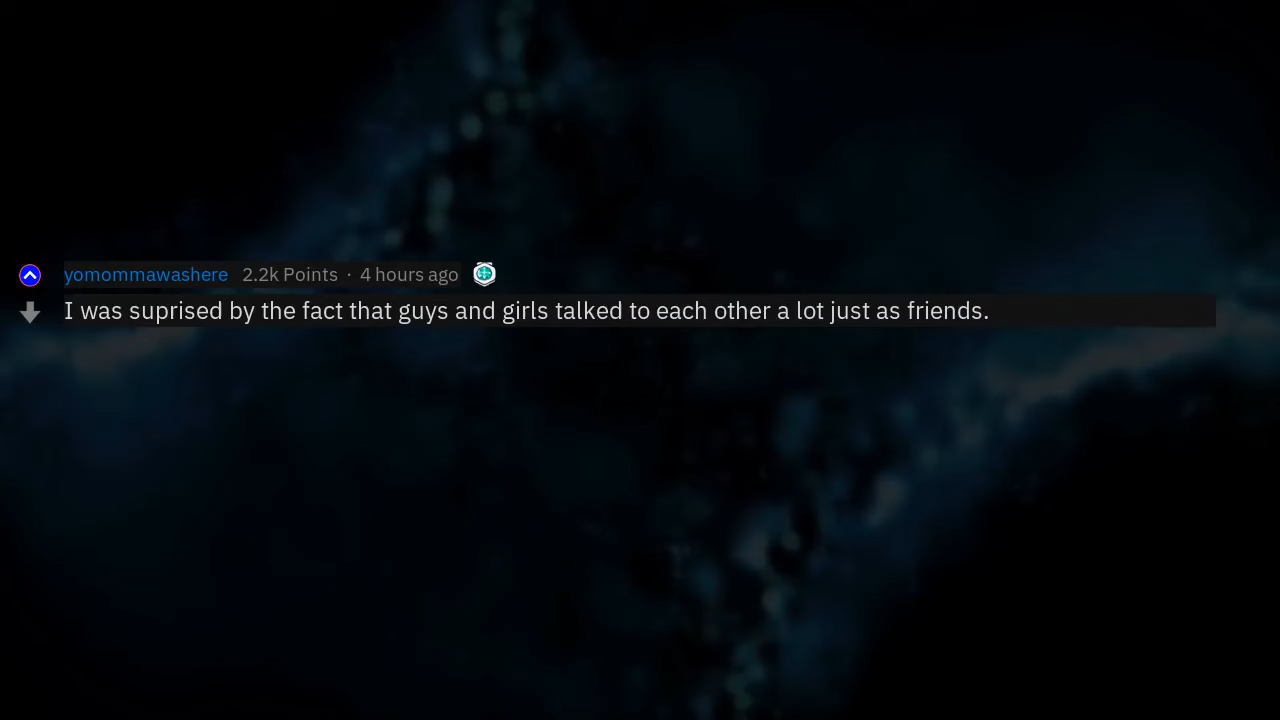 yomommawashere 2.2k Points · 4 hours ago
I was suprised by the fact that guys and girls talked to each other a lot just as friends.